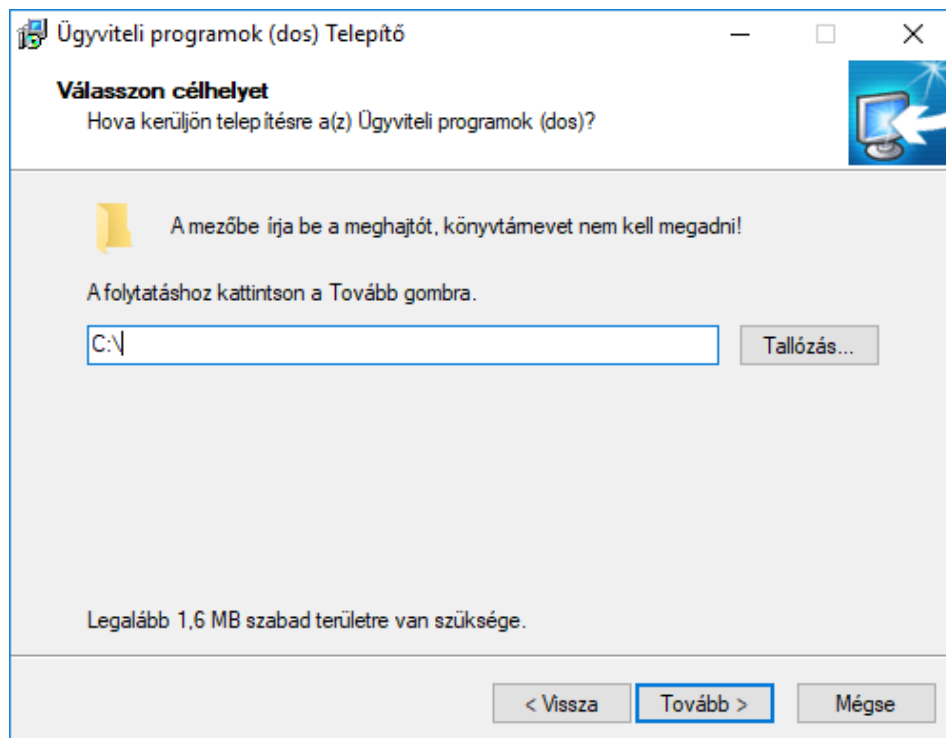 Ügyviteli programok (dos) Telepítő
Válasszon célhelyet
Hova kerüljön telepítésre a(z) Ügyviteli programok (dos)?
A mezőbe írja be a meghajtót, könyvtárnevet nem kell megadni!
A folytatáshoz kattintson a Tovább gombra.
C:\
Tallózás...
Legalább 1,6 MB szabad területre van szüksége.
< Vissza
Tovább >
Mégse